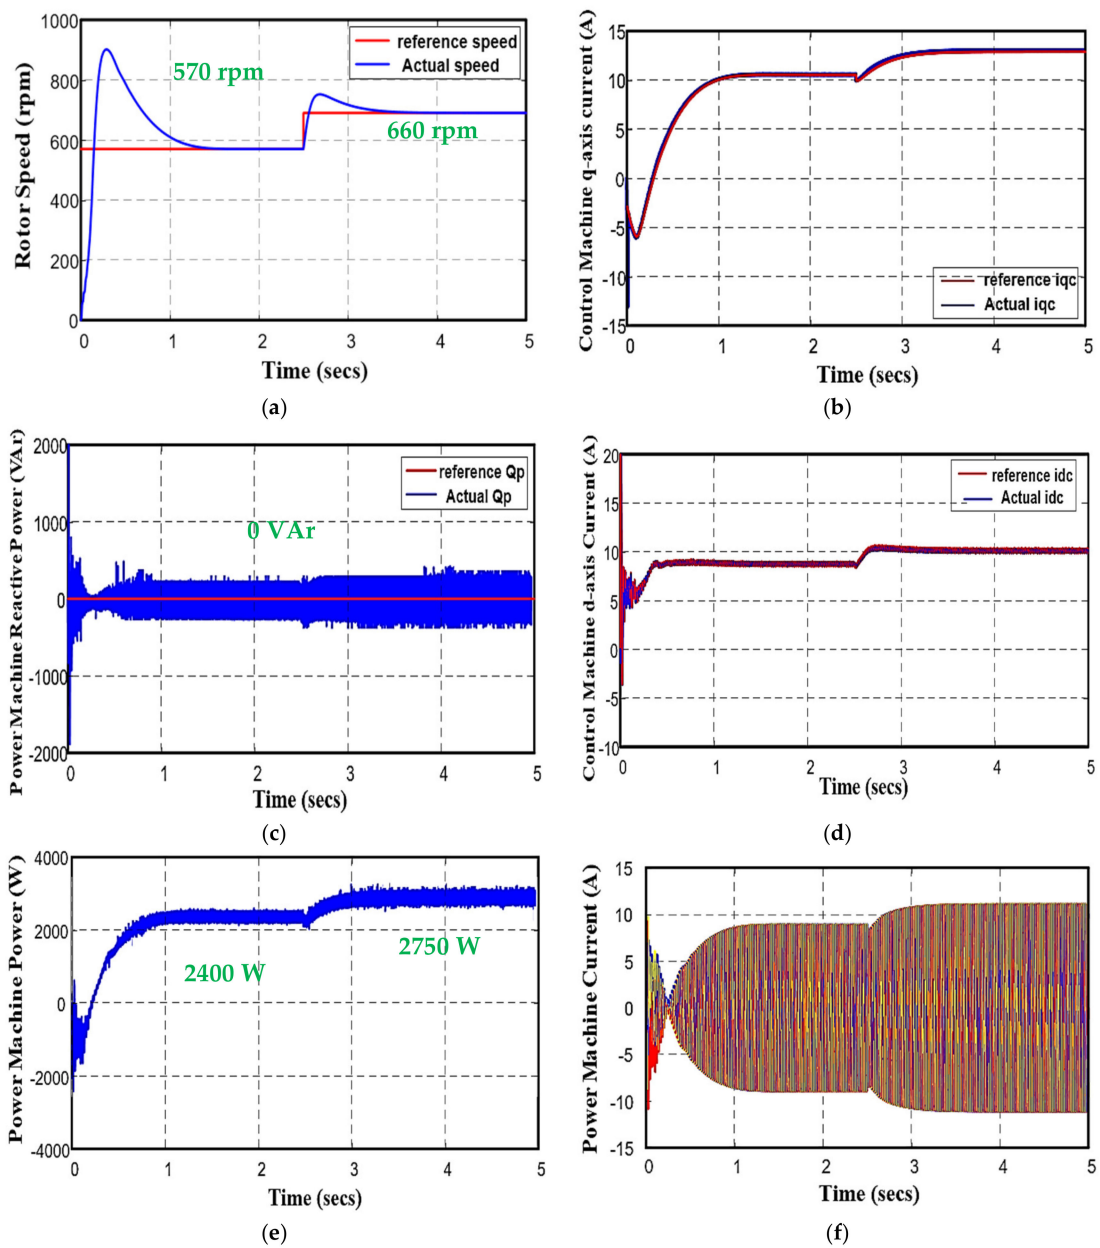 Rotor Speed (rpm)
1000
800
600
400
200
0
reference speed
Actual speed
570 rpm
660 rpm
0 1 2 3 4 5
Time (secs)
(a)
Control Machine q-axis current (A)
15
10
5
0
-5
-10
-15
reference iqc
Actual iqc
0 1 2 3 4 5
Time (secs)
(b)
Power Machine Reactive Power (VAr)
2000
1000
0
-1000
-2000
reference Qp
Actual Qp
0 VAr
0 1 2 3 4 5
Time (secs)
(c)
Control Machine d-axis Current (A)
20
15
10
5
0
-5
-10
reference idc
Actual idc
0 1 2 3 4 5
Time (secs)
(d)
Power Machine Power (W)
4000
2000
0
-2000
-4000
2400 W
2750 W
0 1 2 3 4 5
Time (secs)
(e)
Power Machine Current (A)
15
10
5
0
-5
-10
-15
0 1 2 3 4 5
Time (secs)
(f)